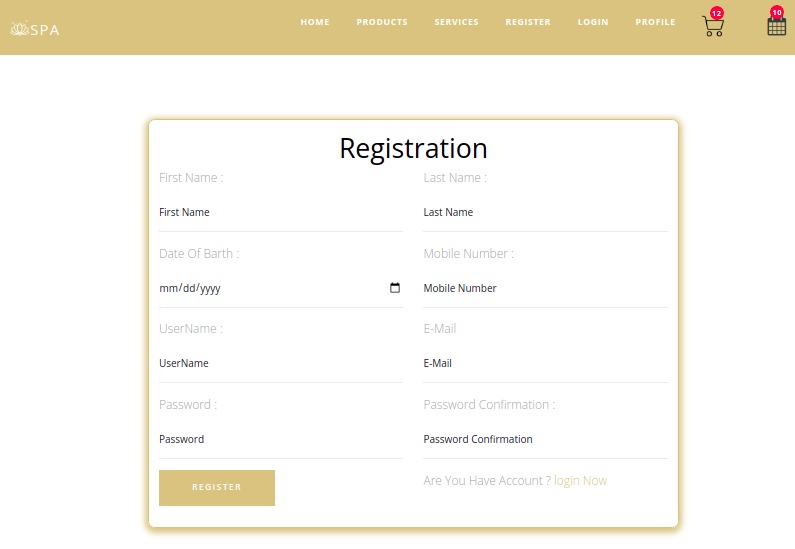 SPA
HOME PRODUCTS SERVICES REGISTER LOGIN PROFILE 12 10
Registration
First Name : Last Name :
First Name Last Name
Date Of Barth : Mobile Number :
mm/dd/yyyy Mobile Number
UserName : E-Mail
UserName E-Mail
Password : Password Confirmation :
Password Password Confirmation
REGISTER Are You Have Account ? login Now